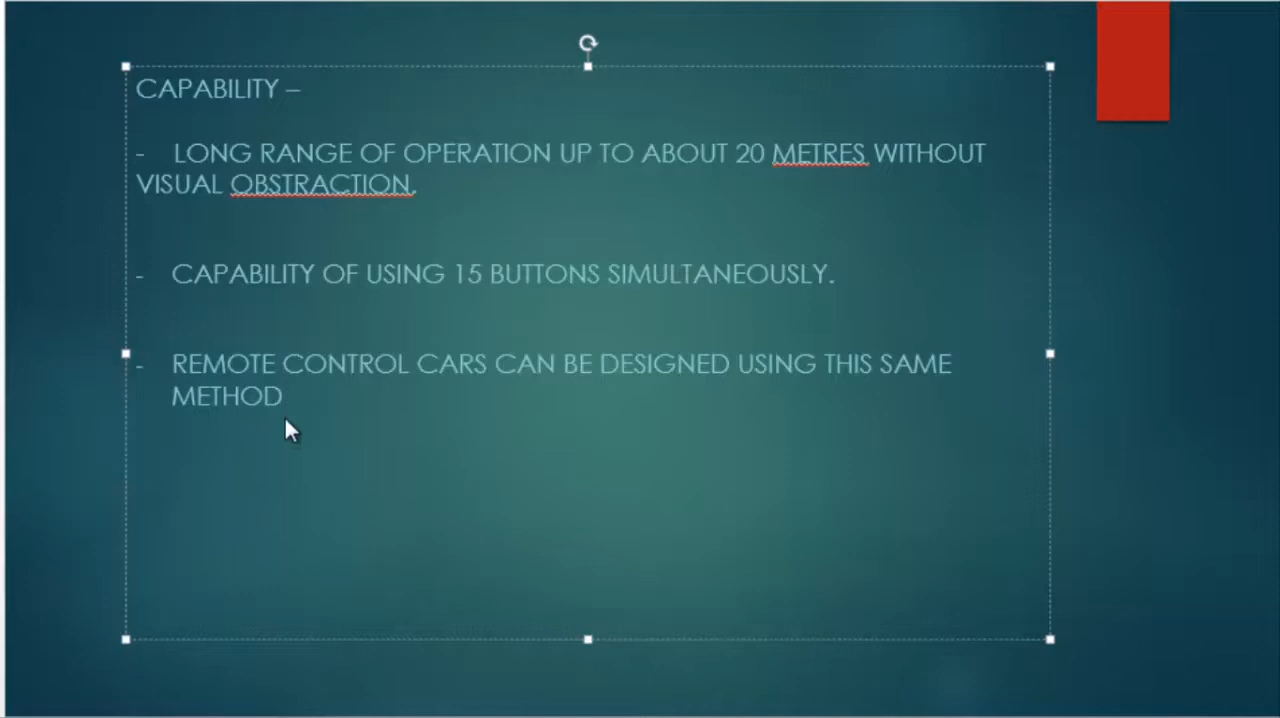 CAPABILITY –
- LONG RANGE OF OPERATION UP TO ABOUT 20 METRES WITHOUT
VISUAL OBSTRACTION.
- CAPABILITY OF USING 15 BUTTONS SIMULTANEOUSLY.
- REMOTE CONTROL CARS CAN BE DESIGNED USING THIS SAME
METHOD